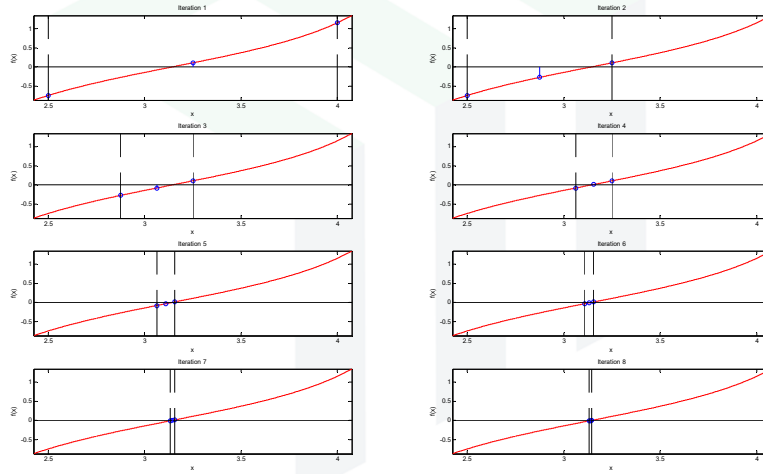 Iteration 1
Iteration 2
f(x)
1
0.5
0
-0.5
2.5
3
3.5
4
x
f(x)
1
0.5
0
-0.5
2.5
3
3.5
4
x
Iteration 3
Iteration 4
f(x)
1
0.5
0
-0.5
2.5
3
3.5
4
x
f(x)
1
0.5
0
-0.5
2.5
3
3.5
4
x
Iteration 5
Iteration 6
f(x)
1
0.5
0
-0.5
2.5
3
3.5
4
x
f(x)
1
0.5
0
-0.5
2.5
3
3.5
4
x
Iteration 7
Iteration 8
f(x)
1
0.5
0
-0.5
2.5
3
3.5
4
x
f(x)
1
0.5
0
-0.5
2.5
3
3.5
4
x